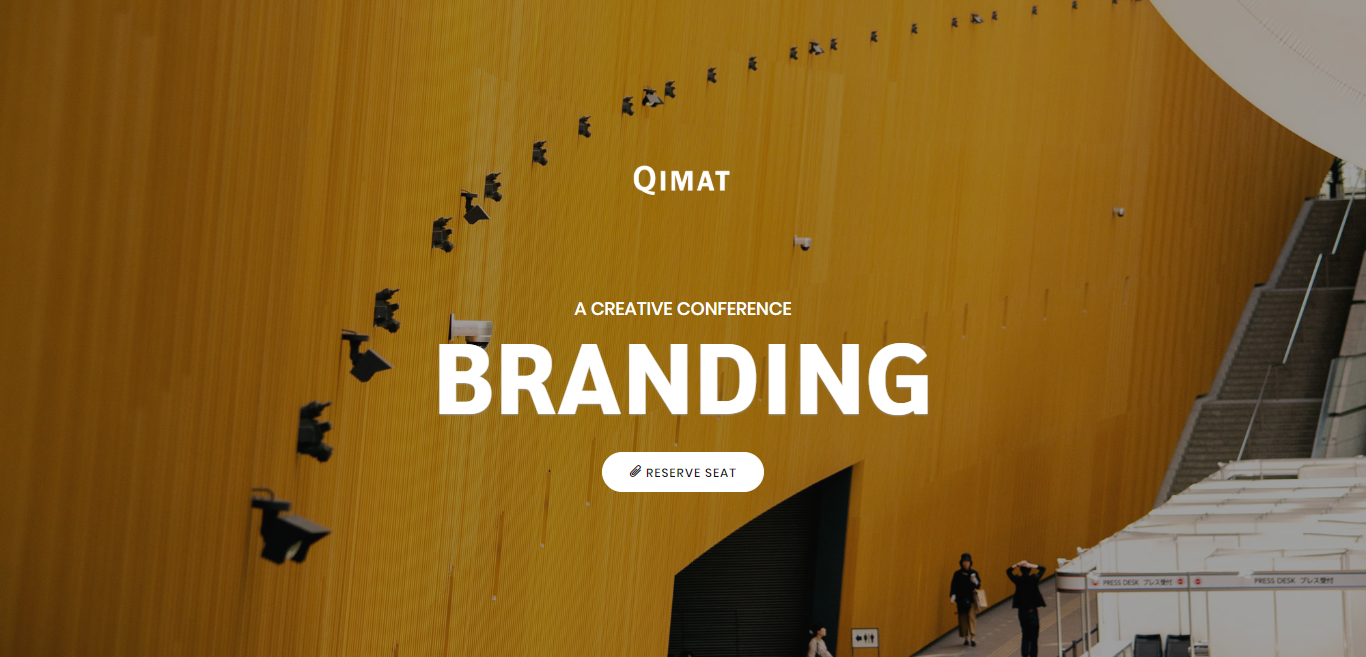 QIMAT
A CREATIVE CONFERENCE
BRANDING
RESERVE SEAT
PRESS DESK プレス受付
PRESS DESK プレス受付